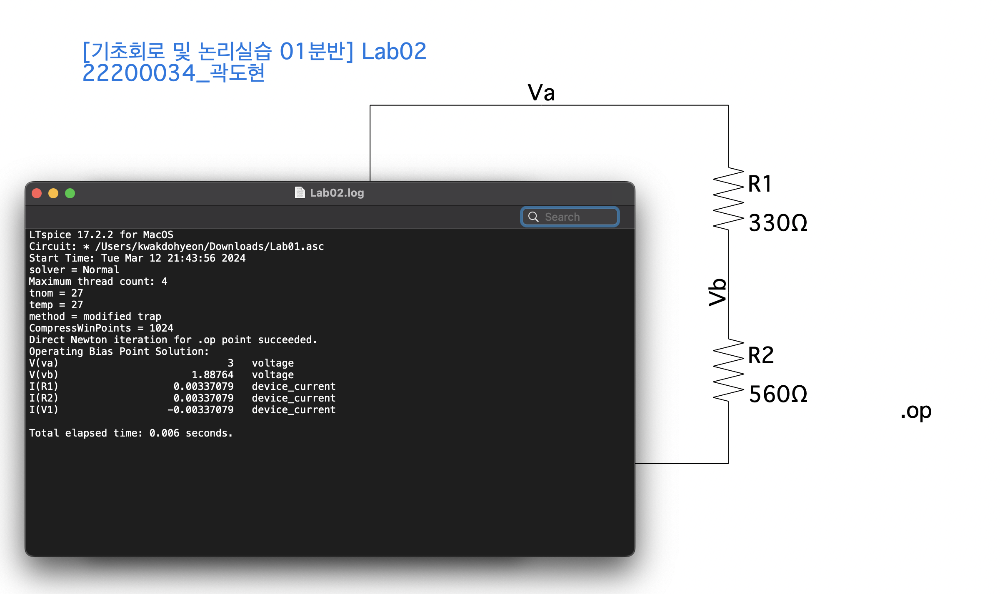 [기초회로 및 논리실습 01분반] Lab02
22200034_곽도현
Va
R1
330Ω
Vb
R2
560Ω
.op
Lab02.log
Search
LTspice 17.2.2 for MacOS
Circuit: * /Users/kwakdohyeon/Downloads/Lab01.asc
Start Time: Tue Mar 12 21:43:56 2024
solver = Normal
Maximum thread count: 4
tnom = 27
temp = 27
method = modified trap
CompressWinPoints = 1024
Direct Newton iteration for .op point succeeded.
Operating Bias Point Solution:
V(va) 3 voltage
V(vb) 1.88764 voltage
I(R1) 0.00337079 device_current
I(R2) 0.00337079 device_current
I(V1) -0.00337079 device_current
Total elapsed time: 0.006 seconds.